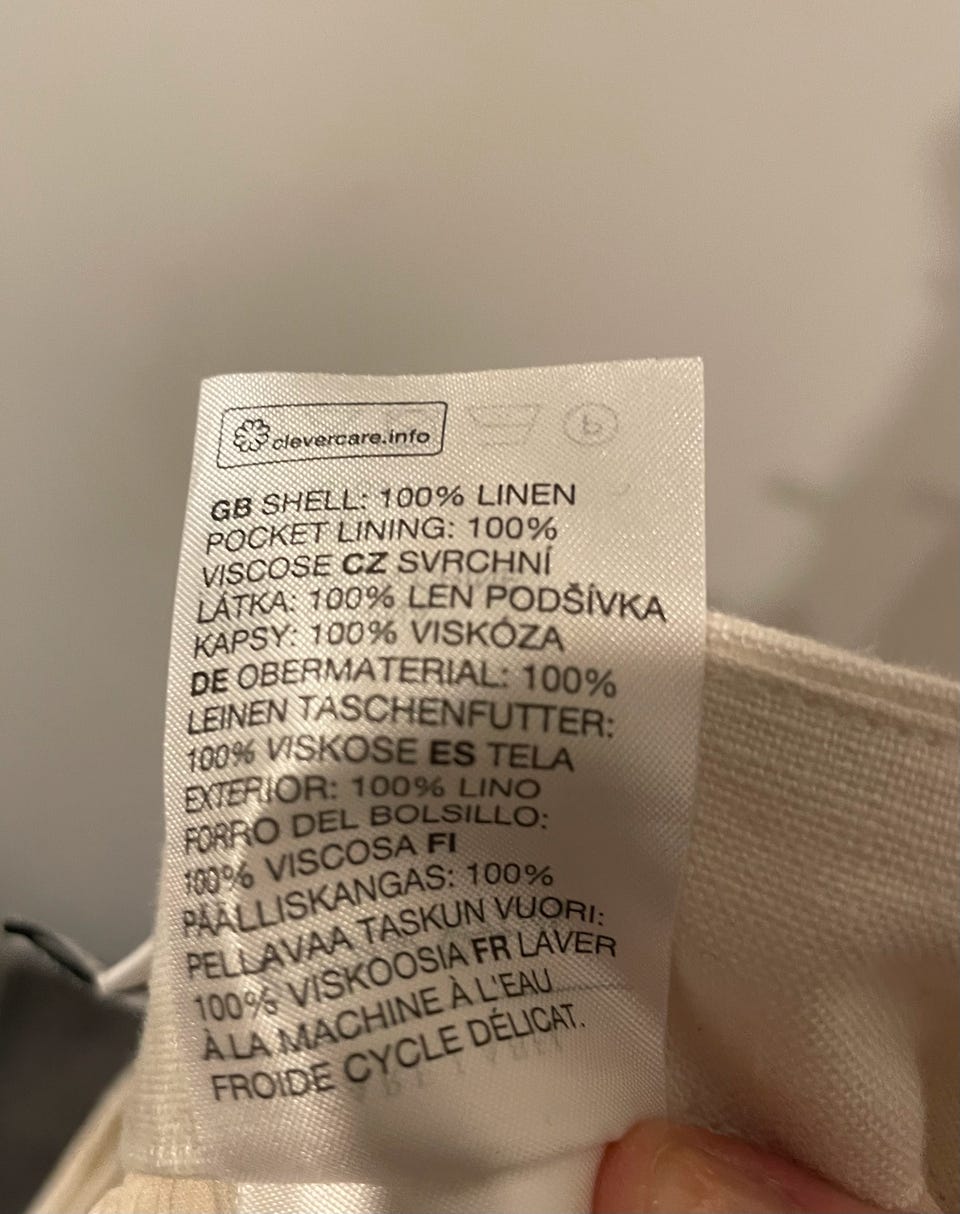 clevercare.info
GB SHELL: 100% LINEN
POCKET LINING: 100%
VISCOSE CZ SVRCHNÍ
LÁTKA: 100% LEN PODŠÍVKA
KAPSY: 100% VISKÓZA
DE OBERMATERIAL: 100%
LEINEN TASCHENFUTTER:
100% VISKOSE ES TELA
EXTERIOR: 100% LINO
FORRO DEL BOLSILLO:
100% VISCOSA FI
PÄÄLLISKANGAS: 100%
PELLAVAA TASKUN VUORI:
100% VISKOOSIA FR LAVER
À LA MACHINE À L'EAU
FROIDE CYCLE DÉLICAT.